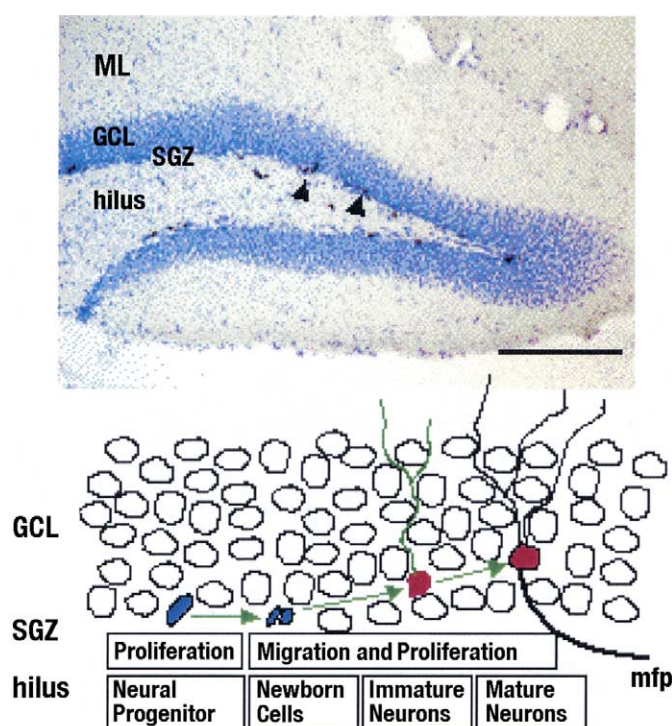 ML
GCL
SGZ
hilus
GCL
SGZ
Proliferation
Migration and Proliferation
hilus
Neural Progenitor
Newborn Cells
Immature Neurons
Mature Neurons
mfp